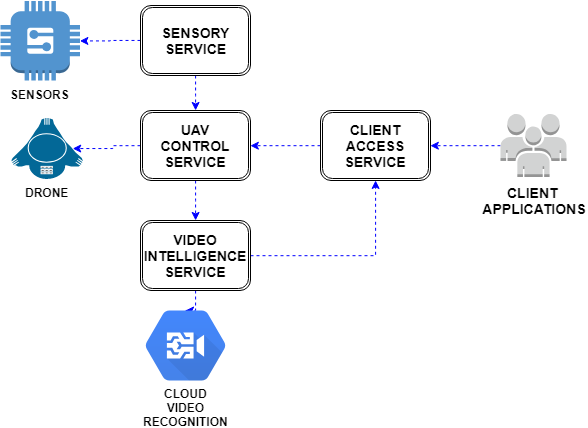 SENSORY
SERVICE
SENSORS
UAV
CONTROL
SERVICE
CLIENT
ACCESS
SERVICE
DRONE
CLIENT
APPLICATIONS
VIDEO
INTELLIGENCE
SERVICE
CLOUD
VIDEO
RECOGNITION